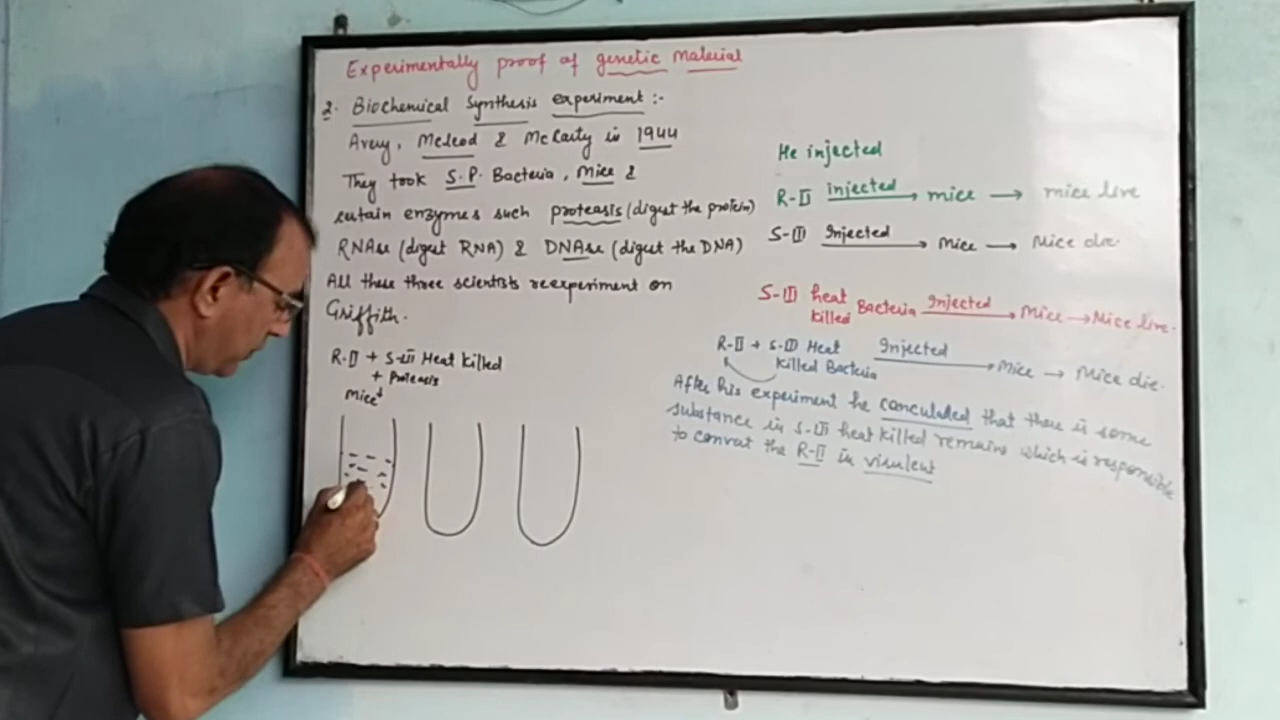 Experimentally proof of genetic material
2. Biochemical Synthesis experiment :-
Avery, Mcleod & McCarty in 1944
They took S.P. Bacteria, Mice &
certain enzymes such proteasis (digest the protein)
RNAse (digest RNA) & DNAse (digest the DNA)
All these three scientists reexperiment on
Griffith.
R-II + S-III Heat killed
+ Proteasis
Mice↓
He injected
R-II injected → mice → mice live
S-III Injected → Mice → Mice die.
S-III heat killed Bacteria Injected → Mice → Mice live.
R-II + S-III Heat killed Bacteria Injected → Mice → Mice die.
After his experiment he concluded that there is some
substance in S-III heat killed remains which is responsible
to convert the R-II in virulent